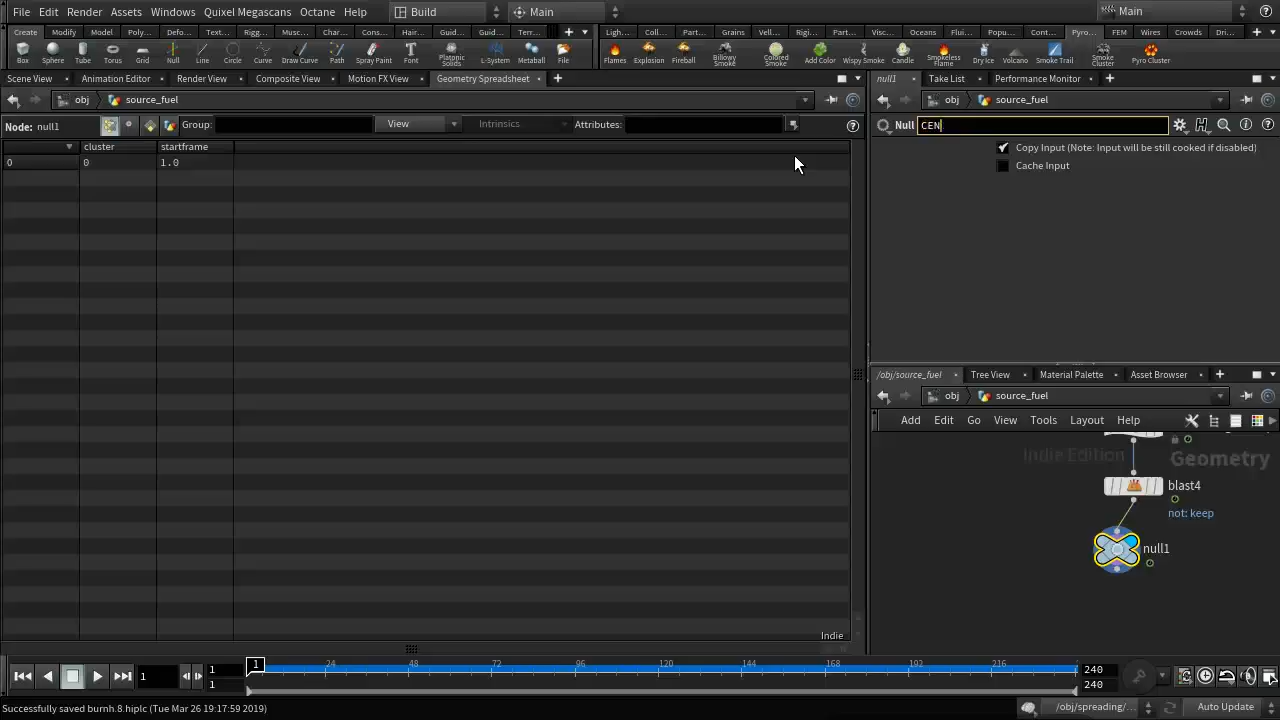 File Edit Render Assets Windows Quixel Megascans Octane Help Build Main Main
Create Modify Model Poly... Defo... Text... Rigg... Musc... Char... Cons... Hair... Guid... Guid... Terr... Ligh... Coll... Part... Grains Vell... Rigi... Part... Visc... Oceans Flui... Popu... Cont... Pyro... FEM Wires Crowds Dri...
Box Sphere Tube Torus Grid Null Line Circle Curve Draw Curve Path Spray Paint Font Platonic Solids L-System Metaball File Flames Explosion Fireball Billowy Smoke Colored Smoke Add Color Wispy Smoke Candle Smokeless Flame Dry Ice Volcano Smoke Trail Smoke Cluster Pyro Cluster
Scene View Animation Editor Render View Composite View Motion FX View Geometry Spreadsheet
null1 Take List Performance Monitor
obj source_fuel
obj source_fuel
Node: null1 Group: View Intrinsics Attributes:
Null CEN
cluster startframe
0 0 1.0
Copy Input (Note: Input will be still cooked if disabled)
Cache Input
/obj/source_fuel Tree View Material Palette Asset Browser
obj source_fuel
Add Edit Go View Tools Layout Help
Indie Edition Geometry
blast4
not: keep
null1
Indie
1 1 1 24 48 72 96 120 144 168 192 216 240
1 240
Successfully saved burnh.8.hiplc (Tue Mar 26 19:17:59 2019) /obj/spreading/... Auto Update